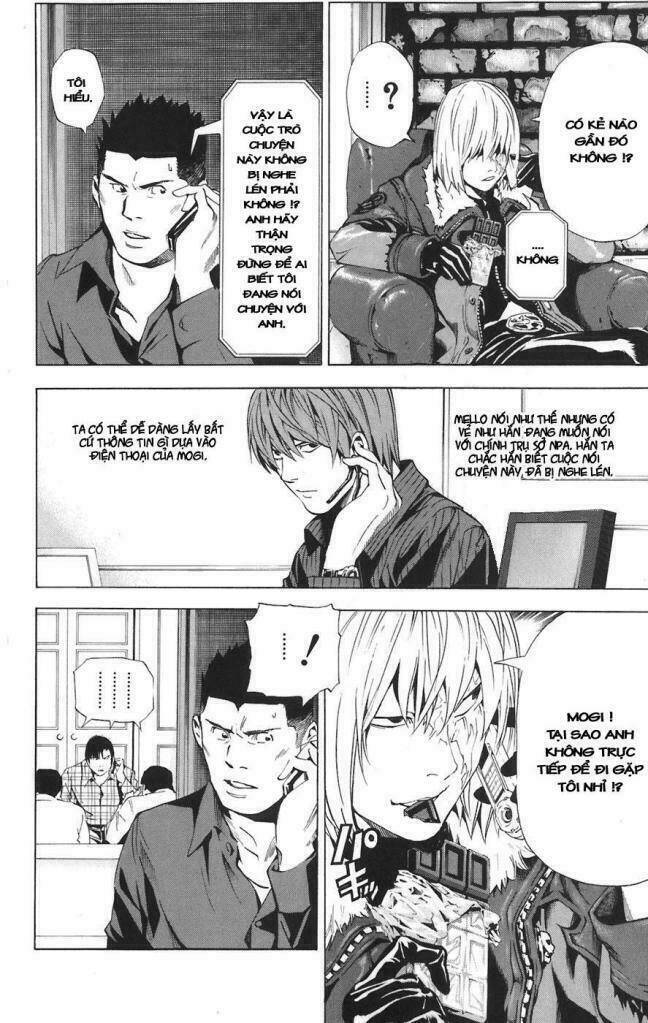 CÓ KẺ NÀO
GẦN ĐÓ
KHÔNG !?
...... ?
....
KHÔNG
VẬY LÀ
CUỘC TRÓ
CHUYỆN
NÀY KHÔNG
BỊ NGHE
LÉN PHẢI
KHÔNG !?
ANH HÃY
THẬN
TRỌNG
ĐỪNG ĐỂ AI
BIẾT TÔI
ĐANG NÓI
CHUYỆN VỚI
ANH.
TÔI
HIỂU.
MELLO NÓI NHƯ THẾ NHƯNG CÓ
VẺ NHƯ HẮN ĐANG MUỐN NÓI
VỚI CHÍNH TRỤ SỞ NPA. HẮN TA
CHẮC HẲN BIẾT CUỘC NÓI
CHUYỆN NÀY, ĐÃ BỊ NGHE LÉN.
TA CÓ THỂ DỄ DÀNG LẤY BẤT
CỨ THÔNG TIN GÌ DỰA VÀO
ĐIỆN THOẠI CỦA MOGI.
MOGI !
TẠI SAO ANH
KHÔNG TRỰC
TIẾP ĐỂ ĐI GẶP
TÔI NHỈ !?
パキッ
...... !
......